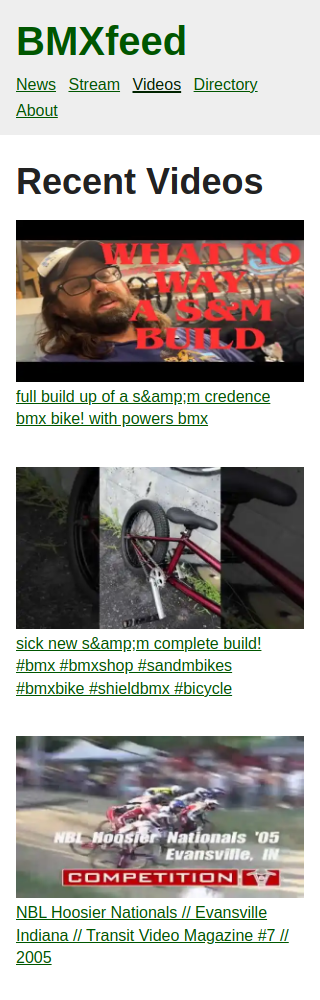 BMXfeed
News Stream Videos Directory
About
Recent Videos
WHAT NO
WAY
A S&M
BUILD
full build up of a s&amp;m credence
bmx bike! with powers bmx
sick new s&amp;m complete build!
#bmx #bmxshop #sandmbikes
#bmxbike #shieldbmx #bicycle
NBL Hoosier Nationals '05
Evansville, IN
COMPETITION
NBL Hoosier Nationals // Evansville
Indiana // Transit Video Magazine #7 //
2005